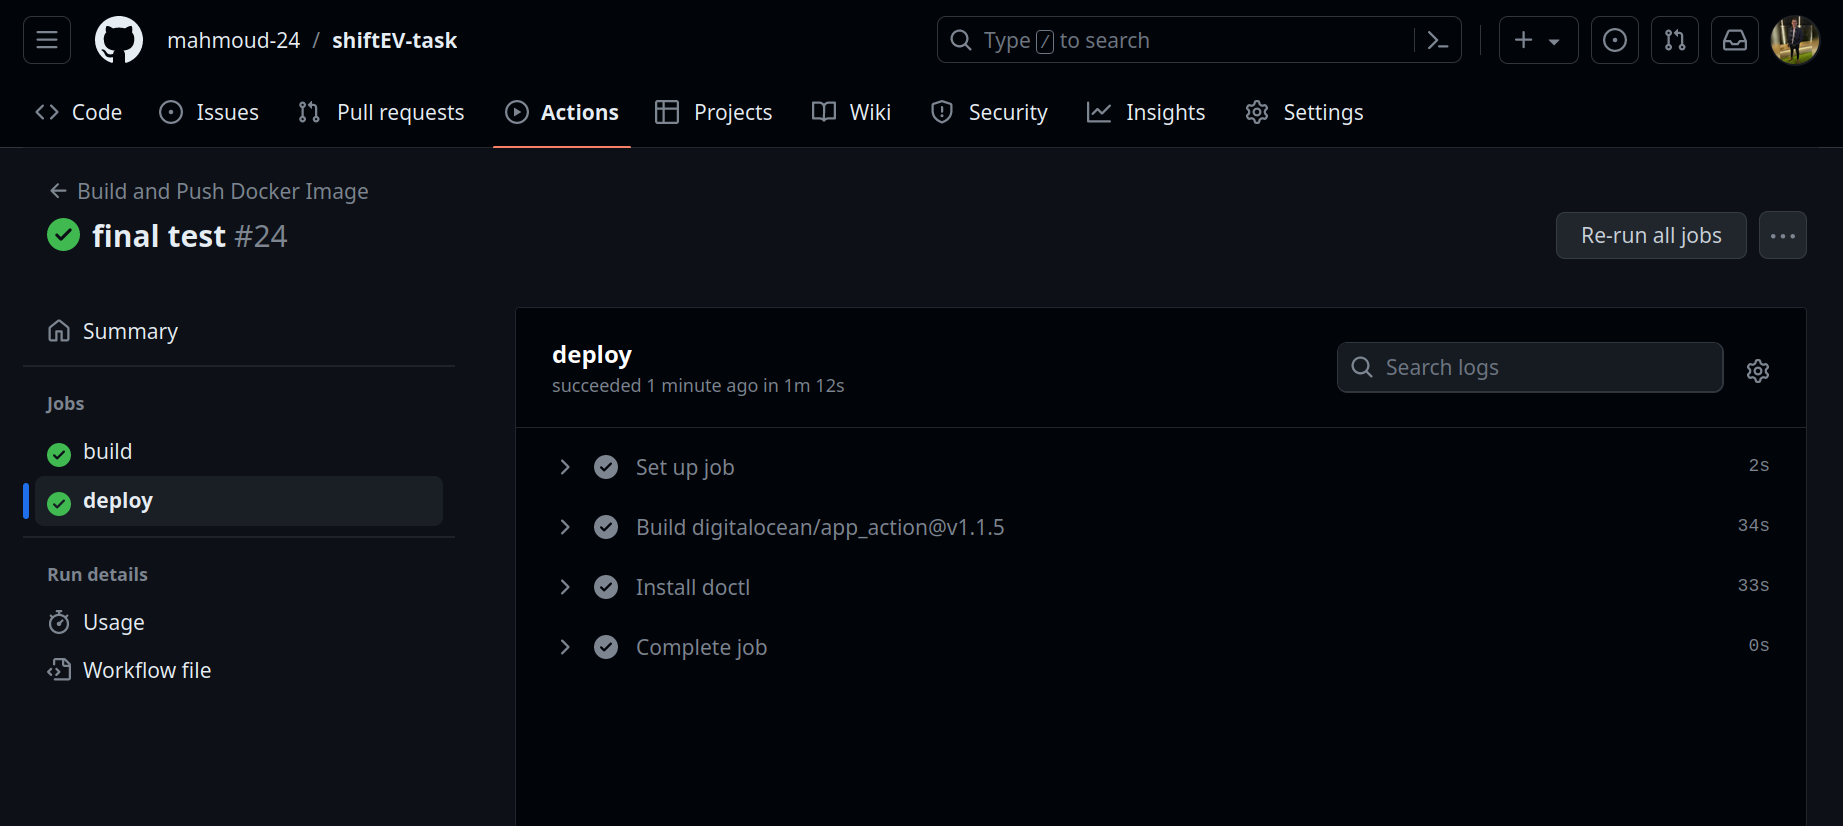 mahmoud-24 / shiftEV-task
Type / to search
Code Issues Pull requests Actions Projects Wiki Security Insights Settings
Build and Push Docker Image
final test #24
Re-run all jobs
Summary
Jobs
build
deploy
Run details
Usage
Workflow file
deploy
succeeded 1 minute ago in 1m 12s
Search logs
Set up job 2s
Build digitalocean/app_action@v1.1.5 34s
Install doctl 33s
Complete job 0s